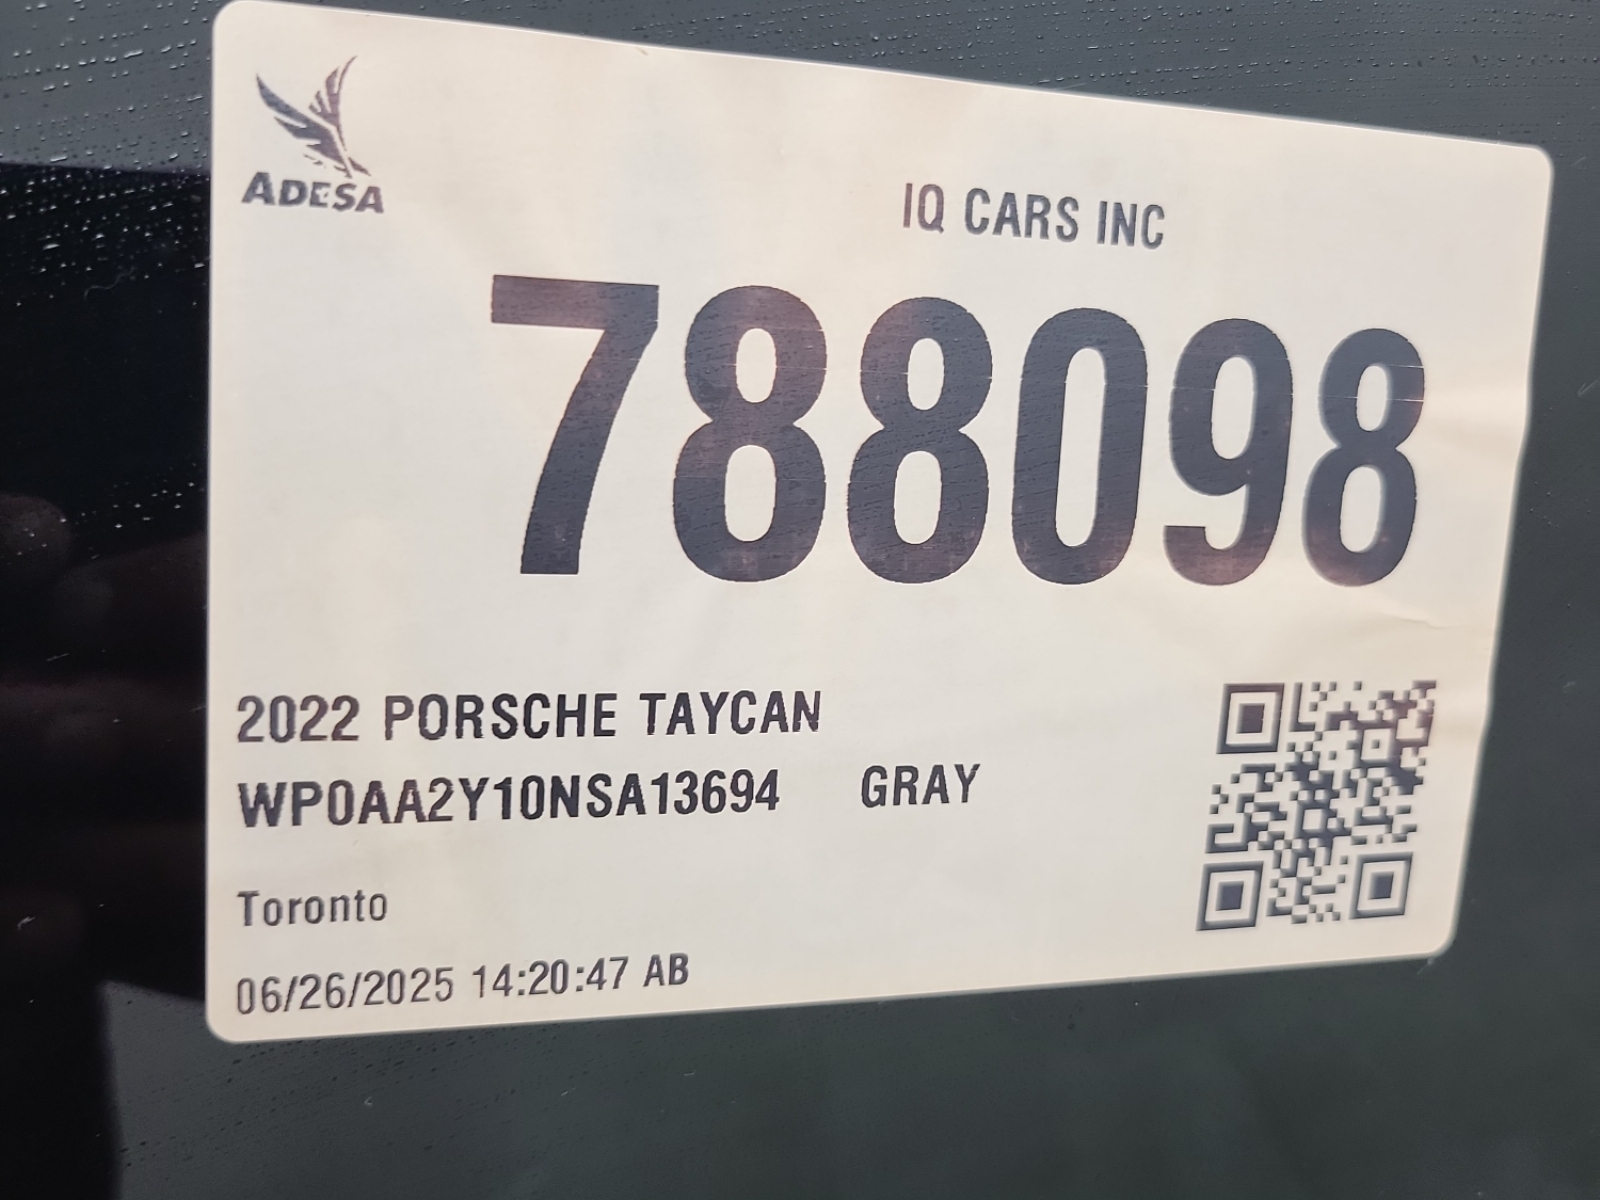 ADESA
IQ CARS INC
788098
2022 PORSCHE TAYCAN
WP0AA2Y10NSA13694 GRAY
Toronto
06/26/2025 14:20:47 AB